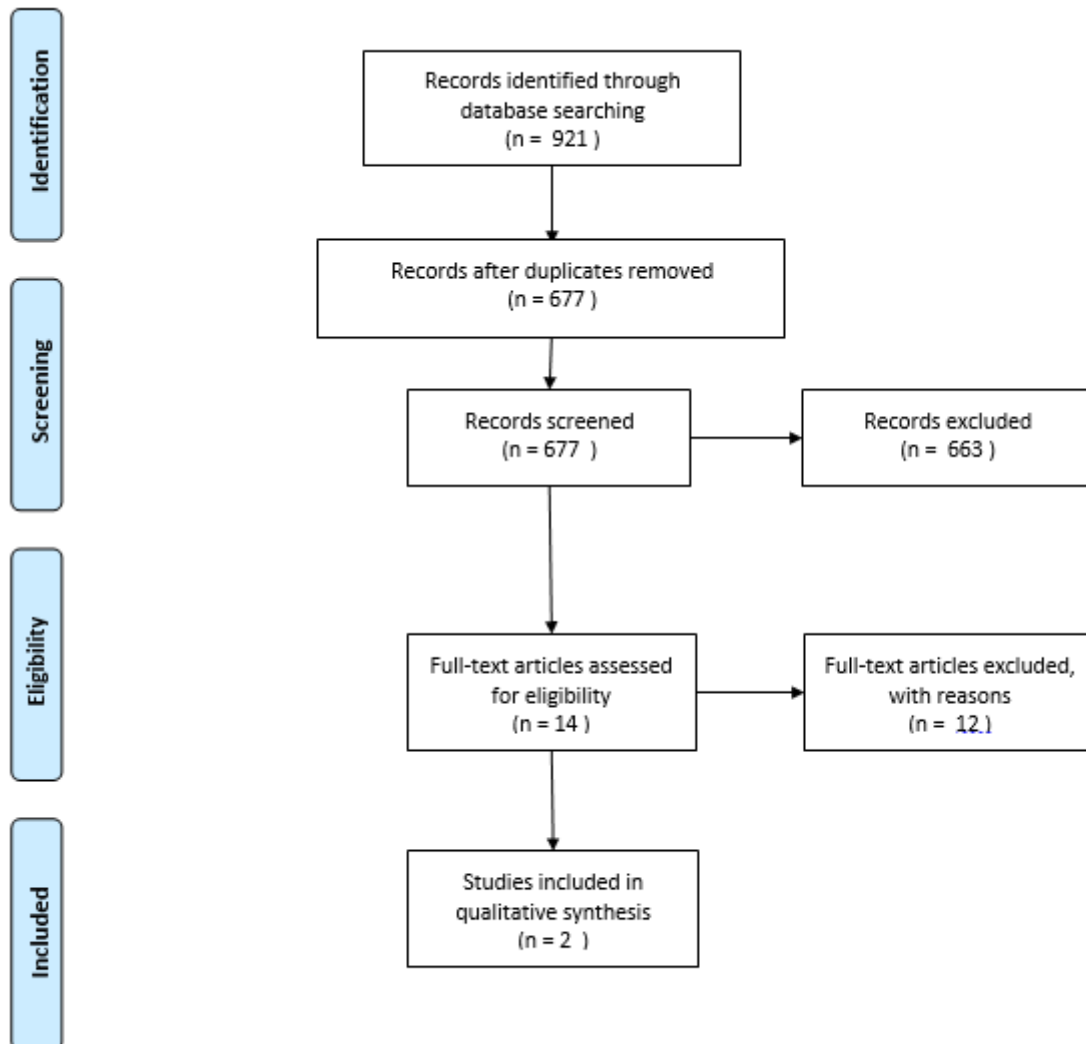 Identification
Records identified through
database searching
(n = 921 )
Records after duplicates removed
(n = 677 )
Screening
Records screened
(n = 677 )
Records excluded
(n = 663 )
Eligibility
Full-text articles assessed
for eligibility
(n = 14 )
Full-text articles excluded,
with reasons
(n = 12 )
Included
Studies included in
qualitative synthesis
(n = 2 )